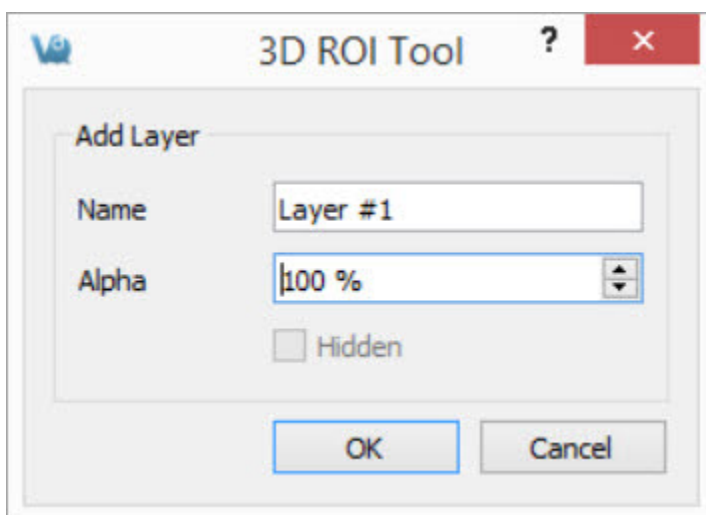 3D ROI Tool ?
Add Layer
Name Layer #1
Alpha 100 %
Hidden
OK Cancel